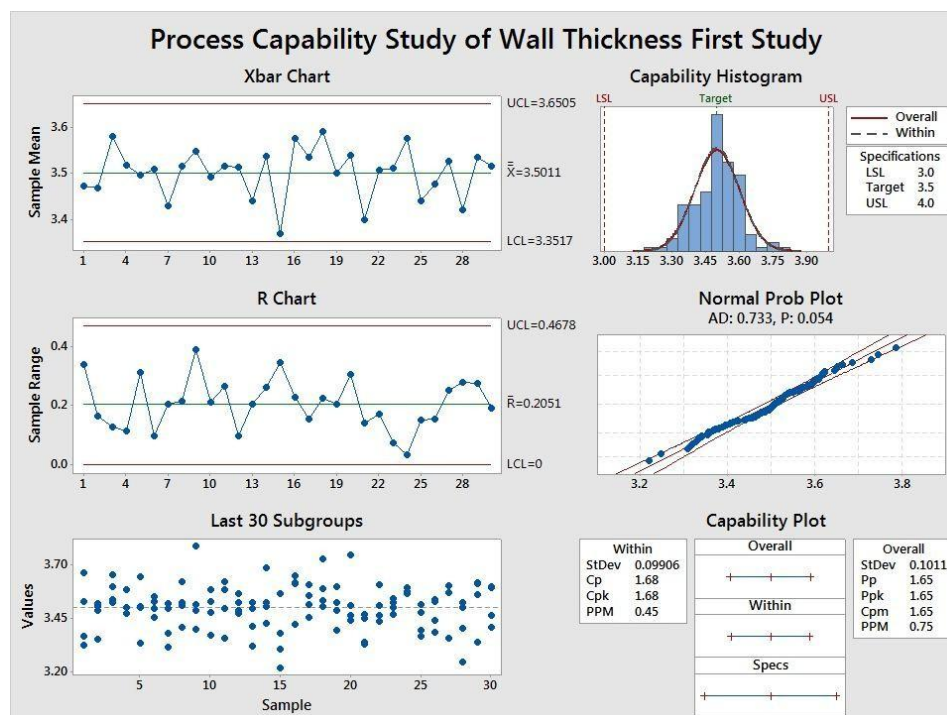 Process Capability Study of Wall Thickness First Study
Xbar Chart
Sample Mean
3.6
3.5
3.4
UCL=3.6505
X̿=3.5011
LCL=3.3517
1 4 7 10 13 16 19 22 25 28
Capability Histogram
LSL Target USL
3.00 3.15 3.30 3.45 3.60 3.75 3.90
Overall
Within
Specifications
LSL 3.0
Target 3.5
USL 4.0
R Chart
Sample Range
0.4
0.2
0.0
UCL=0.4678
R̅=0.2051
LCL=0
1 4 7 10 13 16 19 22 25 28
Normal Prob Plot
AD: 0.733, P: 0.054
3.2 3.4 3.6 3.8
Last 30 Subgroups
Values
3.70
3.45
3.20
5 10 15 20 25 30
Sample
Capability Plot
Within
StDev 0.09906
Cp 1.68
Cpk 1.68
PPM 0.45
Overall
Within
Specs
Overall
StDev 0.1011
Pp 1.65
Ppk 1.65
Cpm 1.65
PPM 0.75